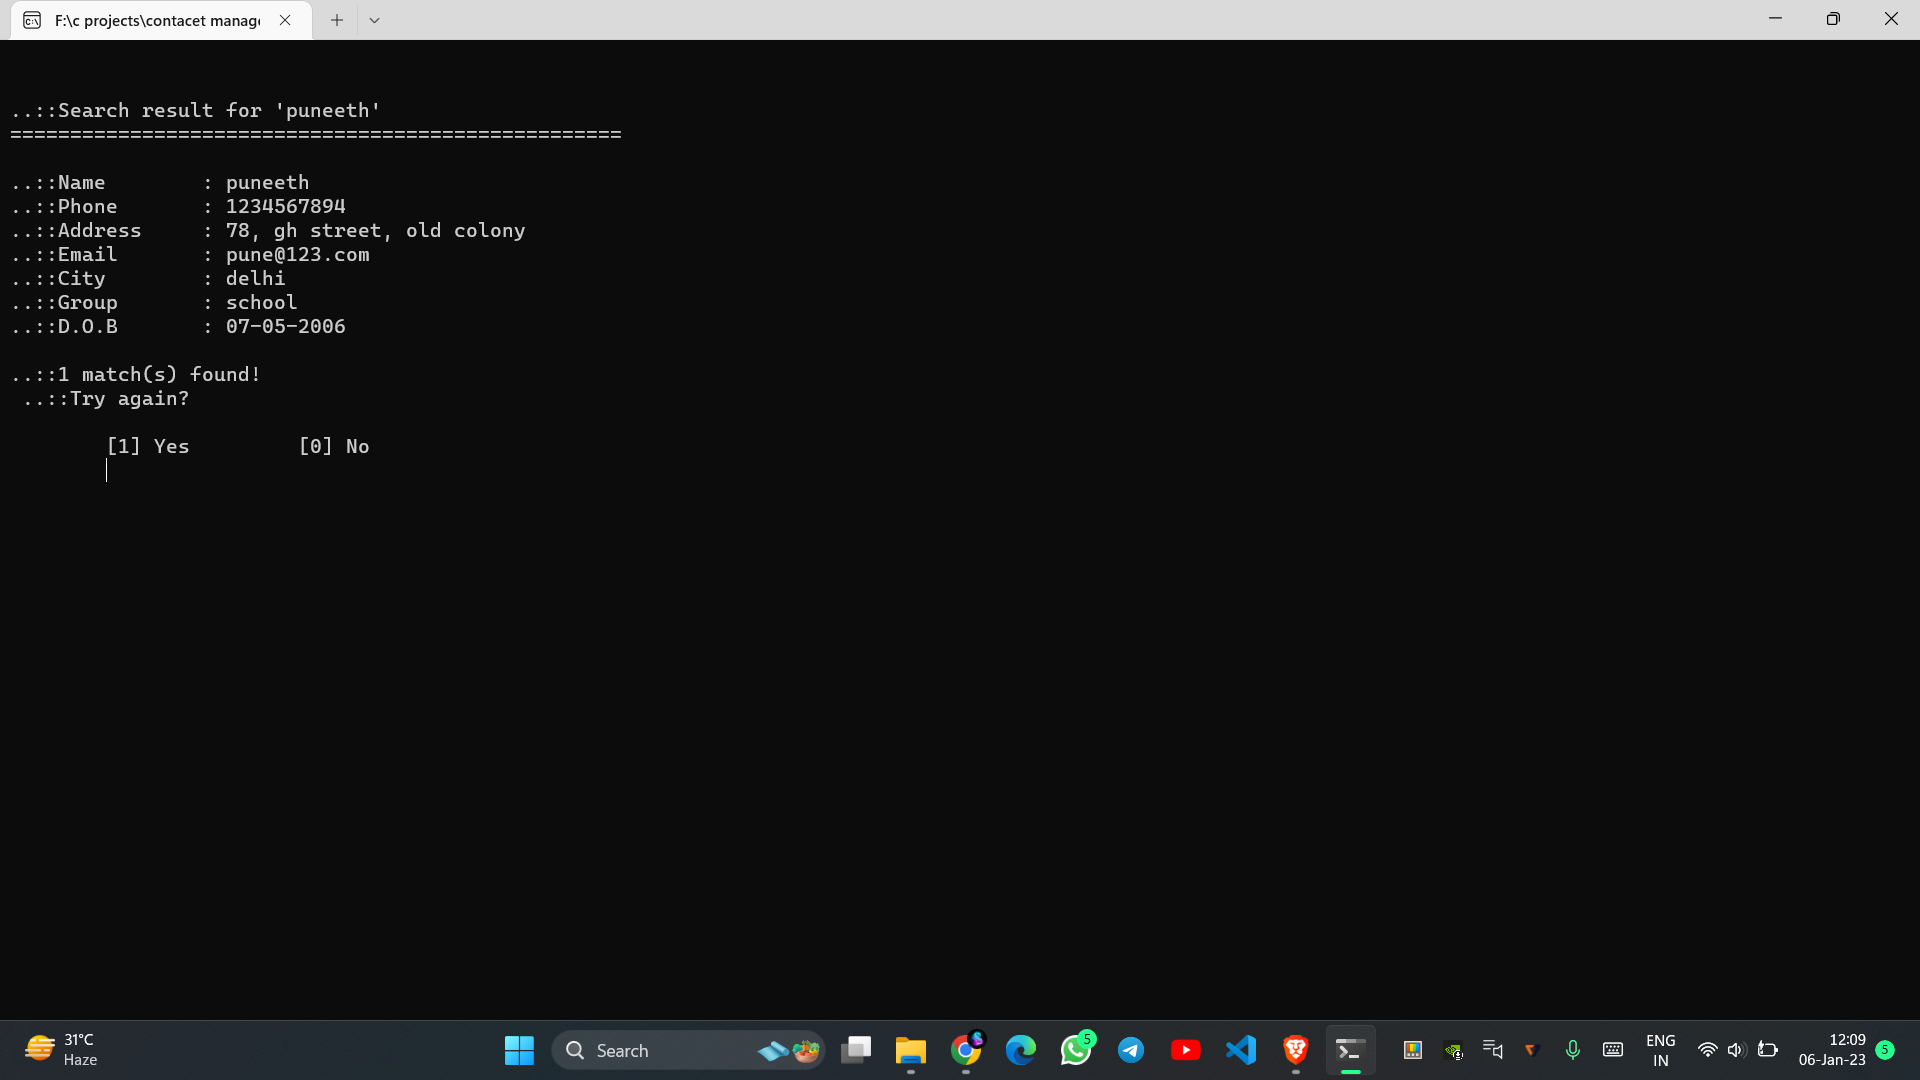 F:\c projects\contacet manage
..::Search result for 'puneeth'
===================================================
..::Name : puneeth
..::Phone : 1234567894
..::Address : 78, gh street, old colony
..::Email : pune@123.com
..::City : delhi
..::Group : school
..::D.O.B : 07-05-2006
..::1 match(s) found!
..::Try again?
[1] Yes [0] No
31°C
Haze
Search
5
ENG
IN
12:09
06-Jan-23
5